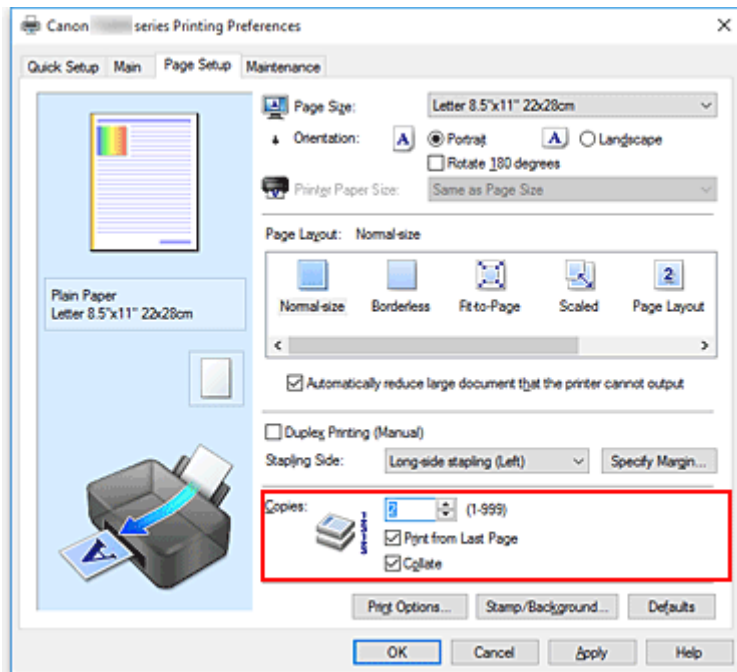 Canon series Printing Preferences
Quick Setup Main Page Setup Maintenance
Page Size: Letter 8.5"x11" 22x28cm
Orientation: A Portrait A Landscape
Rotate 180 degrees
Printer Paper Size: Same as Page Size
Page Layout: Normal-size
2
Normal-size Borderless Fit-to-Page Scaled Page Layout
Plain Paper
Letter 8.5"x11" 22x28cm
Automatically reduce large document that the printer cannot output
Duplex Printing (Manual)
Stapling Side: Long-side stapling (Left) Specify Margin...
Copies: 2 (1-999)
Print from Last Page
Collate
A
Print Options... Stamp/Background... Defaults
OK Cancel Apply Help